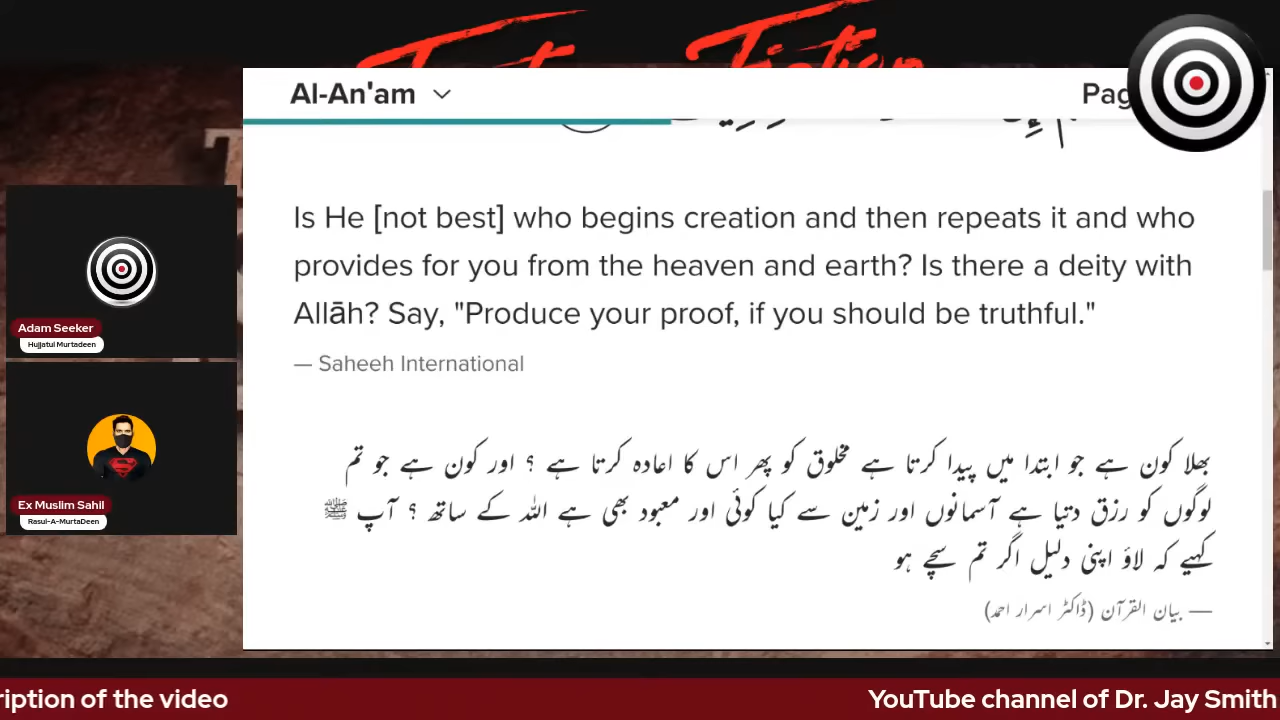 Al-An'am
Is He [not best] who begins creation and then repeats it and who
provides for you from the heaven and earth? Is there a deity with
Allāh? Say, "Produce your proof, if you should be truthful."
— Saheeh International
بھلا کون ہے جو ابتدا میں پیدا کرتا ہے مخلوق کو پھر اس کا اعادہ کرتا ہے ؟ اور کون ہے جو تم
لوگوں کو رزق دیتا ہے آسمانوں اور زمین سے کیا کوئی اور معبود بھی ہے اللہ کے ساتھ ؟ آپ ﷺ
کہیے کہ لاؤ اپنی دلیل اگر تم سچے ہو
— بیان القرآن (ڈاکٹر اسرار احمد)
Adam Seeker
Hujjatul Murtadeen
Ex Muslim Sahil
Rasul-A-MurtaDeen
ription of the video
YouTube channel of Dr. Jay Smith